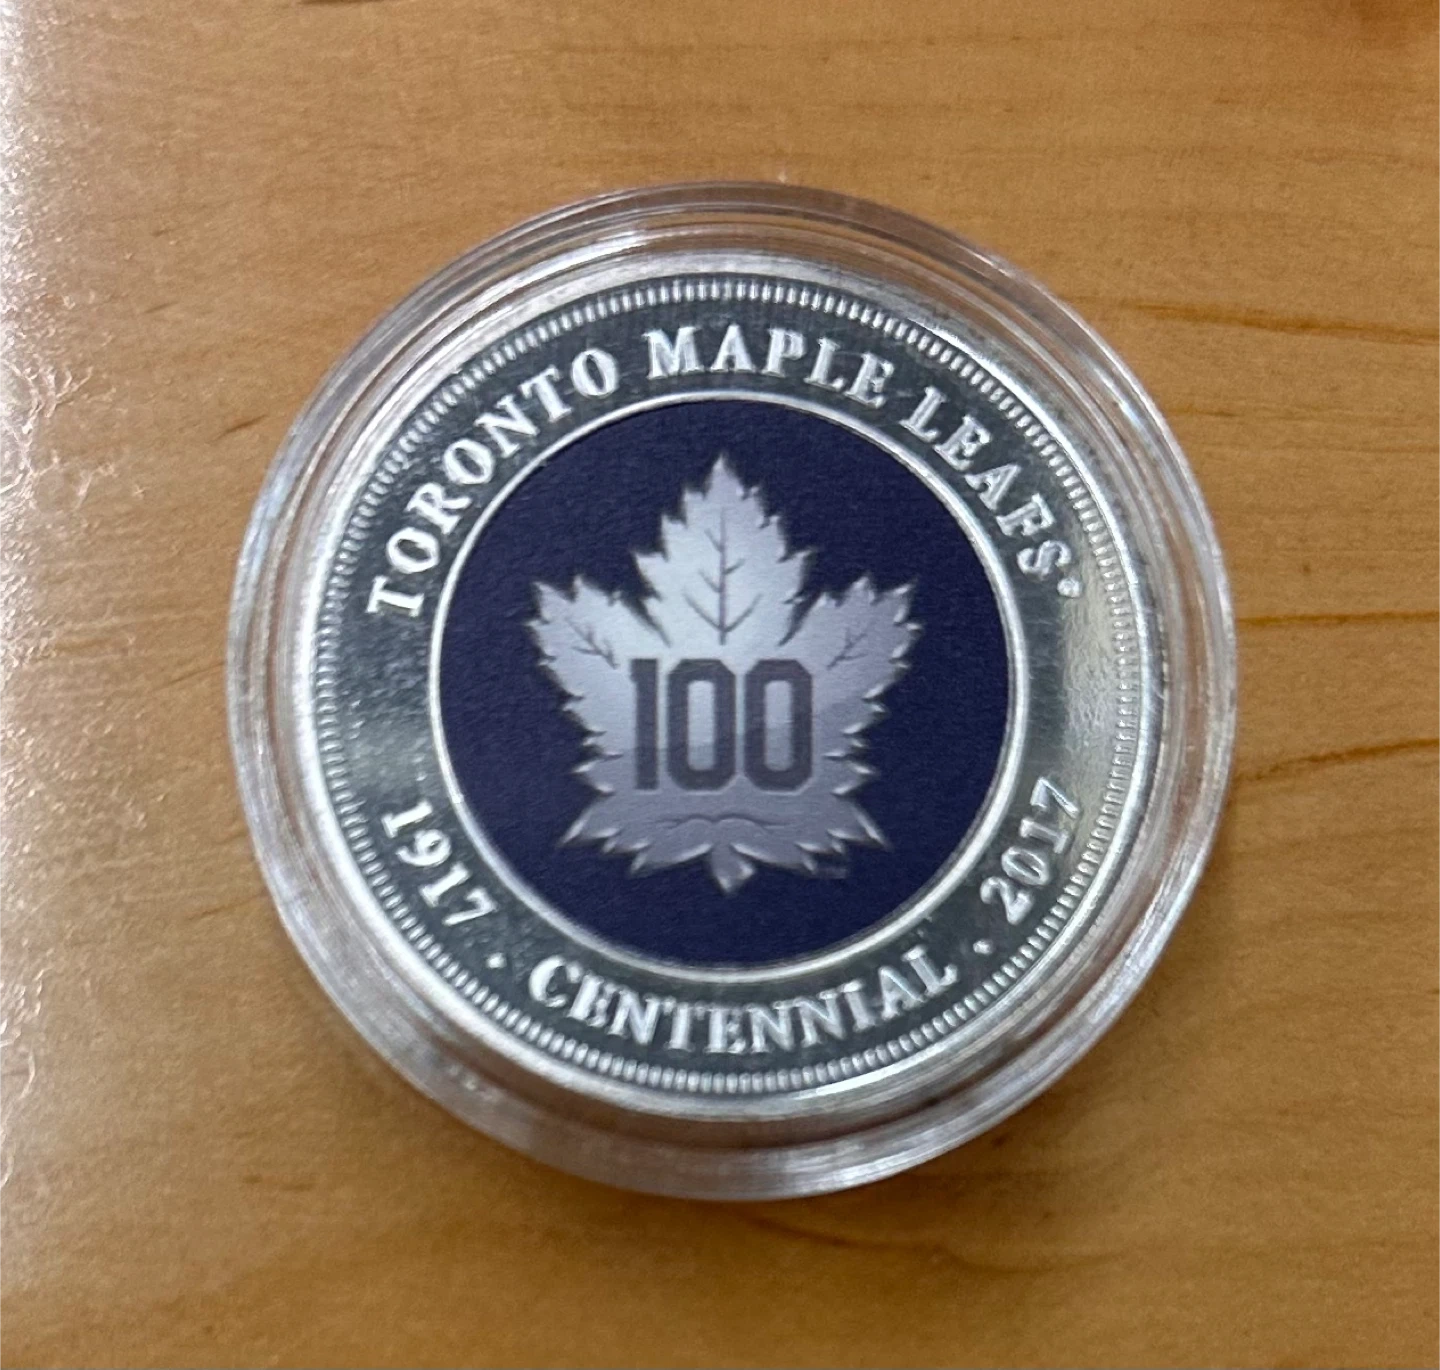 TORONTO MAPLE LEAFS®
100
1917 · CENTENNIAL · 2017